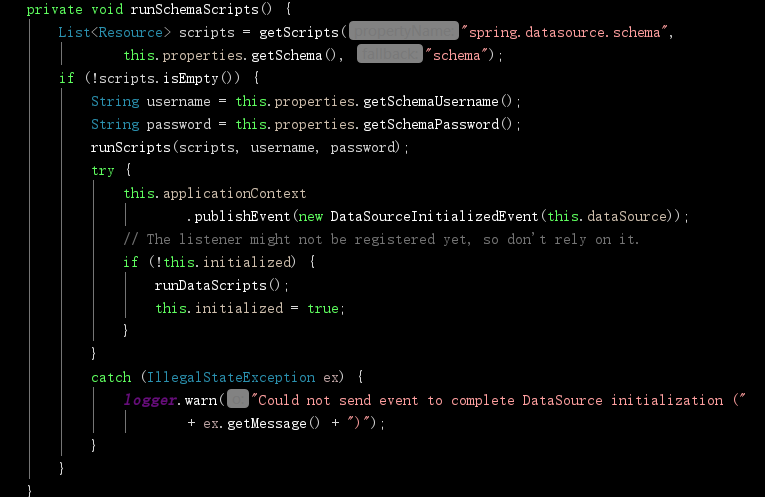 private void runSchemaScripts() {
List<Resource> scripts = getScripts( propertyName: "spring.datasource.schema",
this.properties.getSchema(), fallback: "schema");
if (!scripts.isEmpty()) {
String username = this.properties.getSchemaUsername();
String password = this.properties.getSchemaPassword();
runScripts(scripts, username, password);
try {
this.applicationContext
.publishEvent(new DataSourceInitializedEvent(this.dataSource));
// The listener might not be registered yet, so don't rely on it.
if (!this.initialized) {
runDataScripts();
this.initialized = true;
}
}
catch (IllegalStateException ex) {
logger.warn( o: "Could not send event to complete DataSource initialization ("
+ ex.getMessage() + ")");
}
}
}